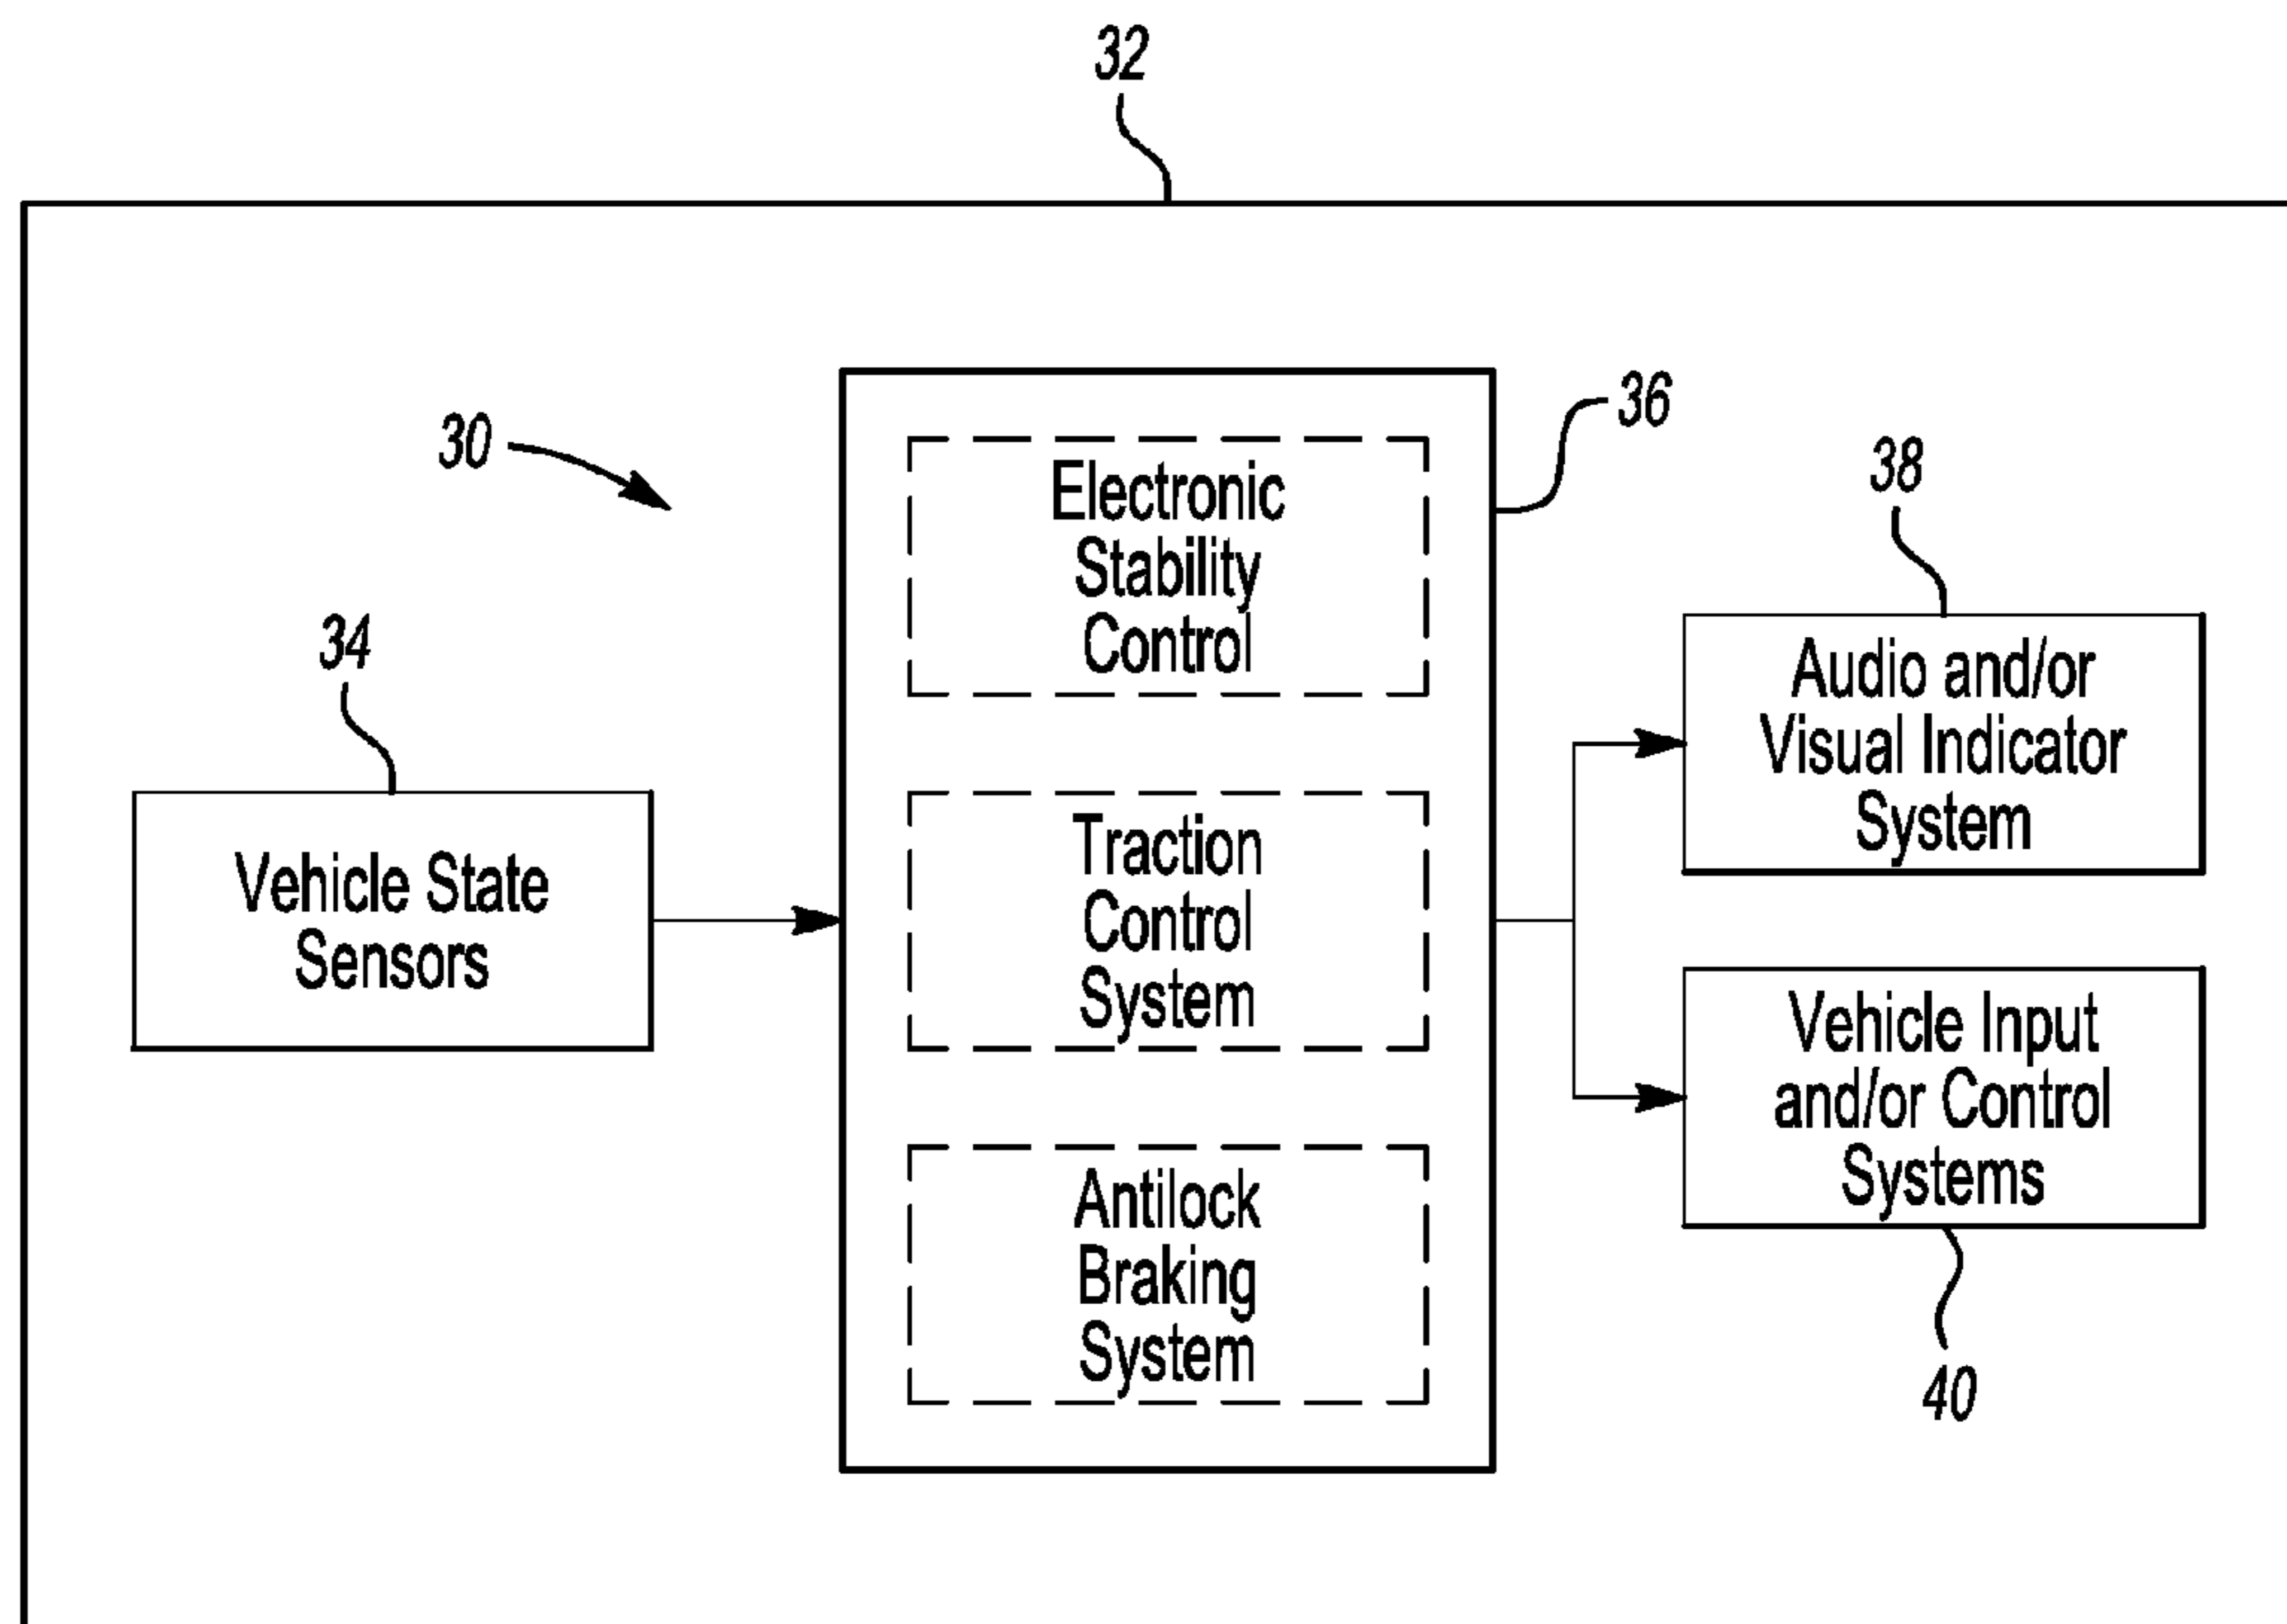 32
30
36
Electronic
Stability
Control
38
34
Audio and/or
Visual Indicator
System
Vehicle State
Sensors
Traction
Control
System
Vehicle Input
and/or Control
Systems
Antilock
Braking
System
40